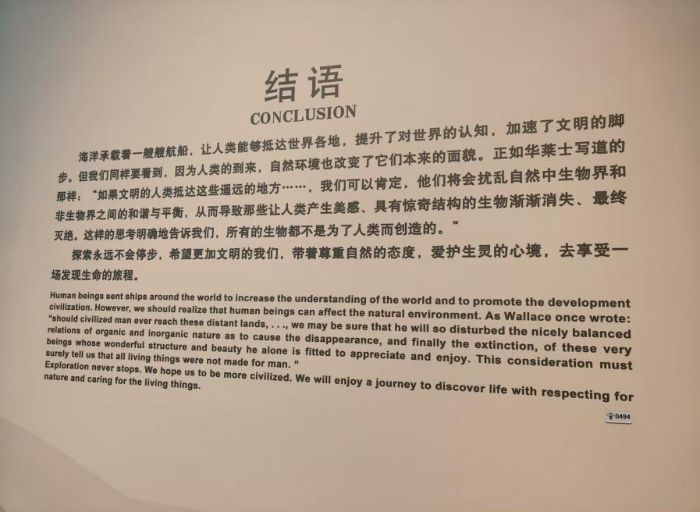 结语
CONCLUSION
海洋承载着一艘艘航船，让人类能够抵达世界各地，提升了对世界的认知，加速了文明的脚
步。但我们同样要看到，因为人类的到来，自然环境也改变了它们本来的面貌。正如华莱士写道的
那样：“如果文明的人类抵达这些遥远的地方……，我们可以肯定，他们将会扰乱自然中生物界和
非生物界之间的和谐与平衡，从而导致那些让人类产生美感、具有惊奇结构的生物渐渐消失、最终
灭绝。这样的思考明确地告诉我们，所有的生物都不是为了人类而创造的。”
探索永远不会停步，希望更加文明的我们，带着尊重自然的态度，爱护生灵的心境，去享受一
场发现生命的旅程。
Human beings sent ships around the world to increase the understanding of the world and to promote the development
civilization. However, we should realize that human beings can affect the natural environment. As Wallace once wrote:
“should civilized man ever reach these distant lands, . . ., we may be sure that he will so disturbed the nicely balanced
relations of organic and inorganic nature as to cause the disappearance, and finally the extinction, of these very
beings whose wonderful structure and beauty he alone is fitted to appreciate and enjoy. This consideration must
surely tell us that all living things were not made for man. ”
Exploration never stops. We hope us to be more civilized. We will enjoy a journey to discover life with respecting for
nature and caring for the living things.
0494